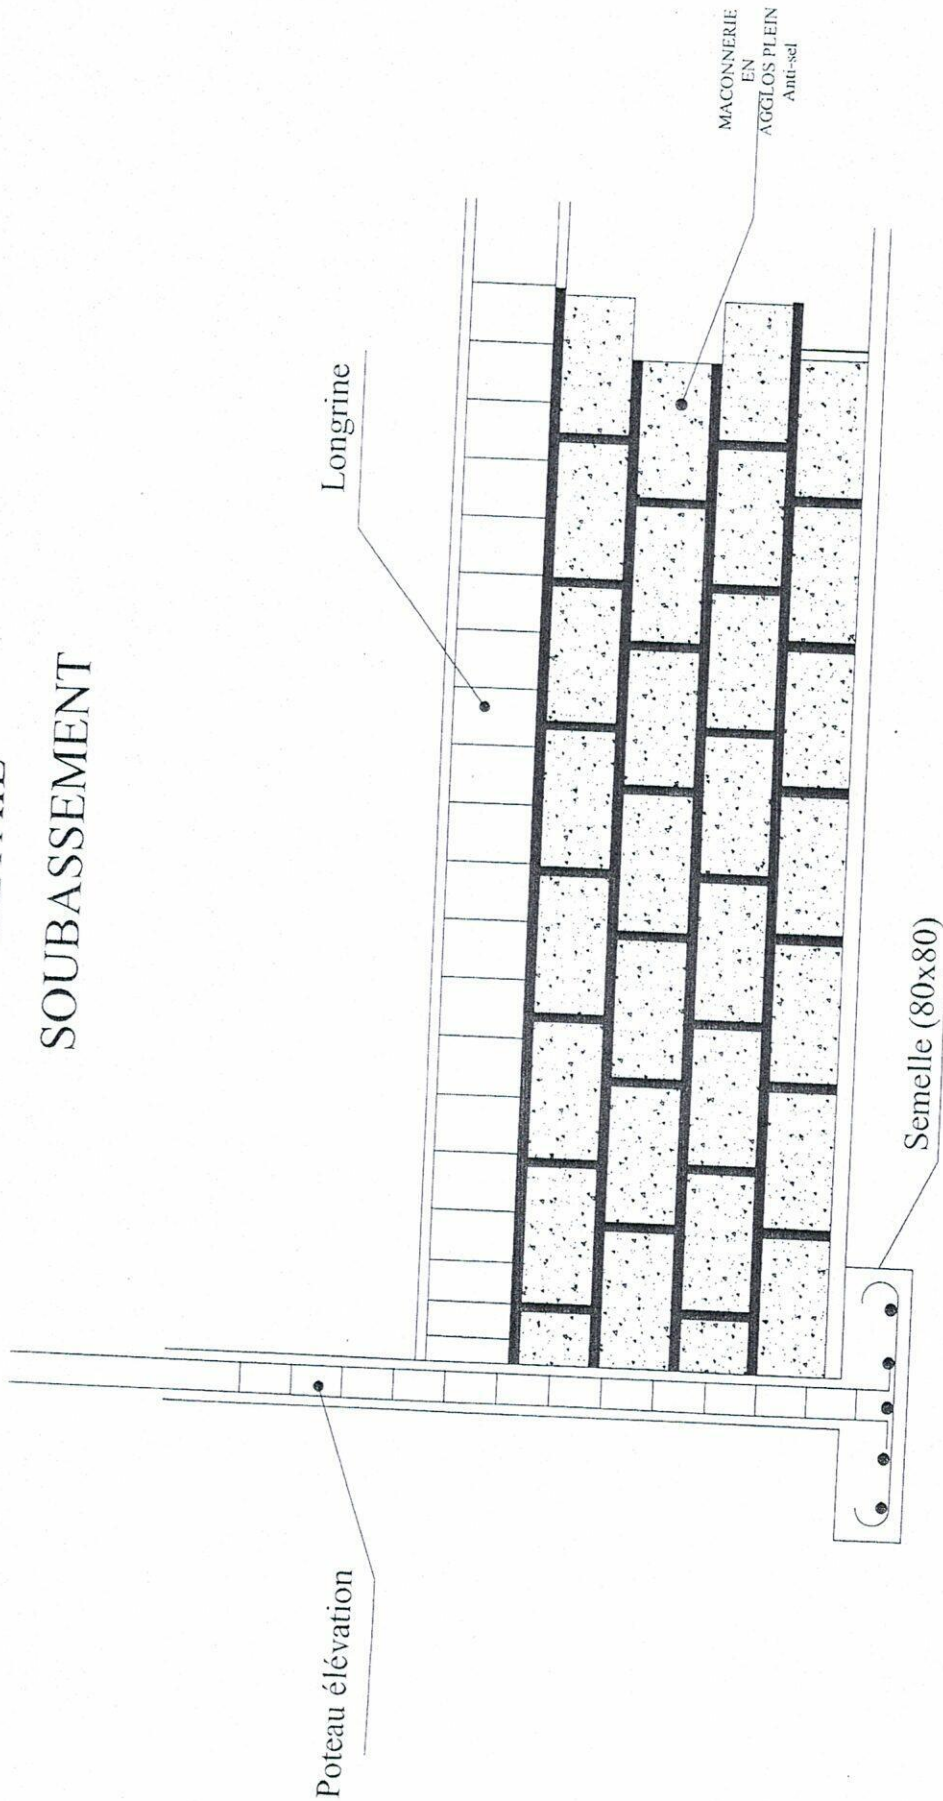 SOUBASSEMENT
Longrine
MACONNERIE
EN
AGGLOS PLEIN
Anti-sel
Poteau élévation
Semelle (80x80)